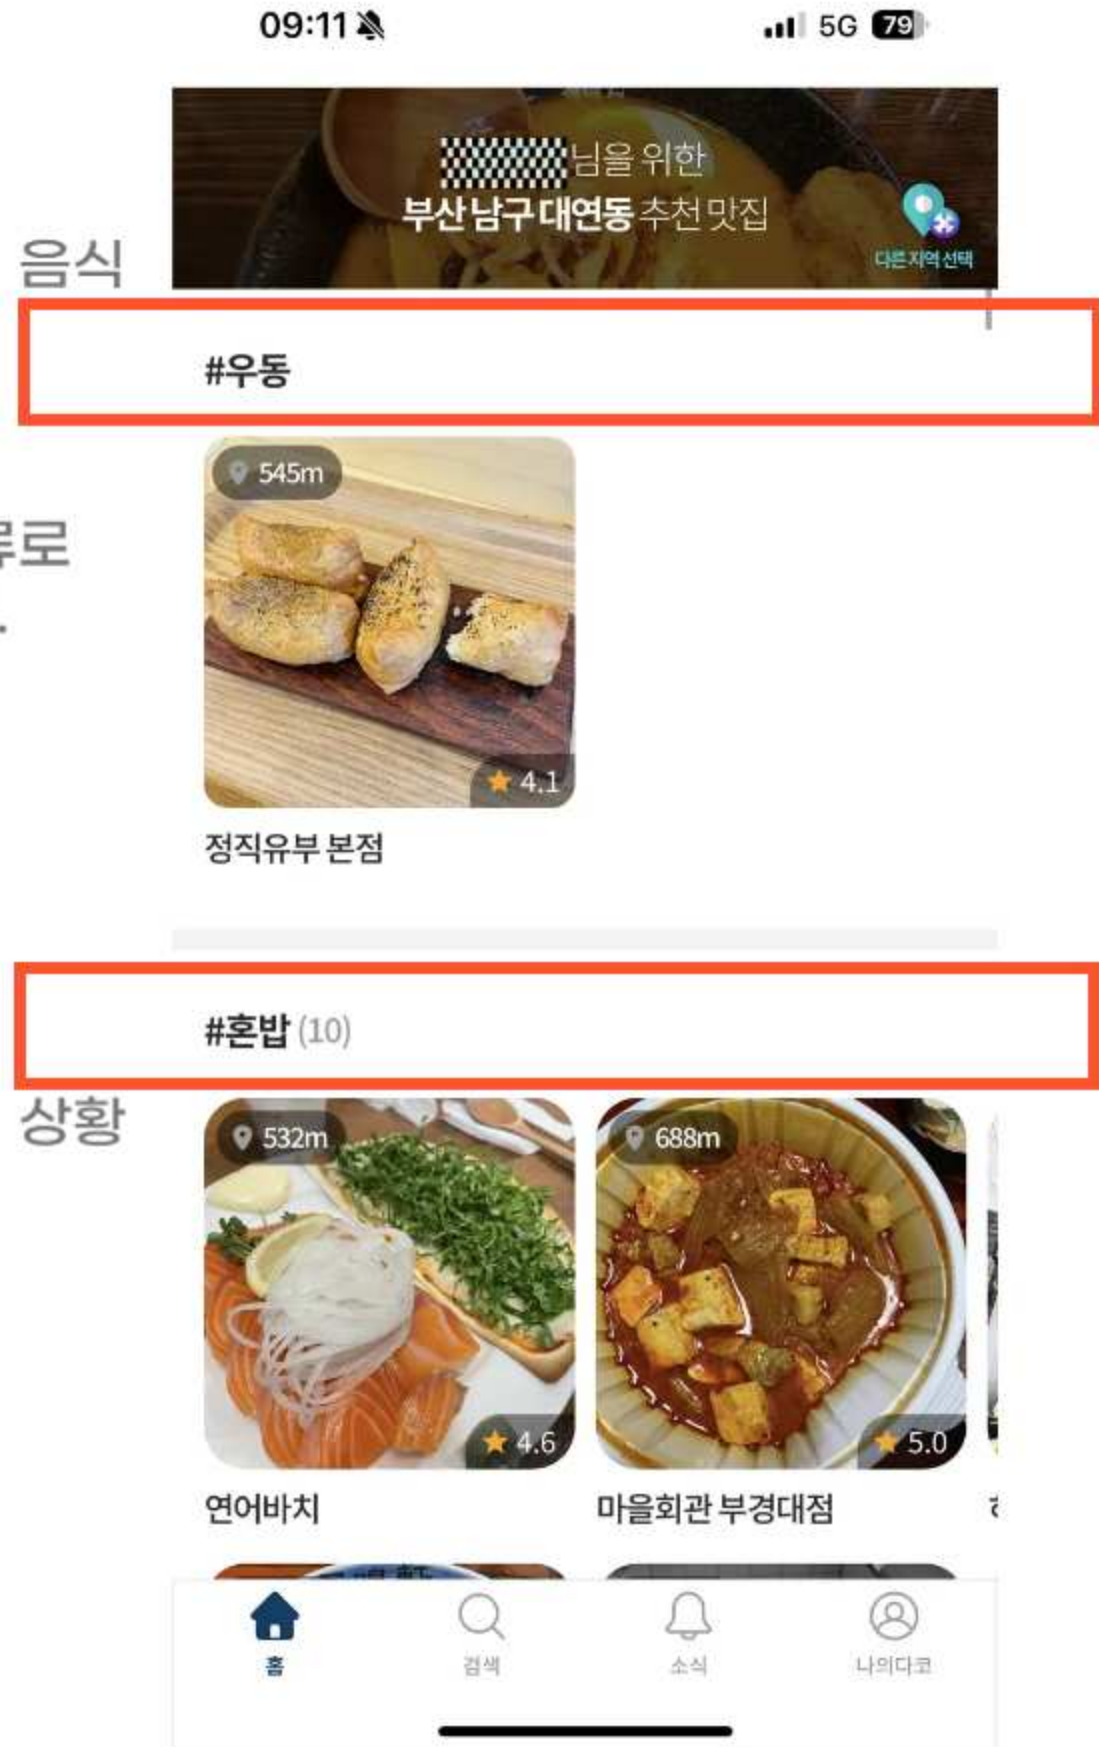 09:11
5G 79
님을 위한
부산 남구 대연동 추천 맛집
다른 지역 선택
음식
#우동
545m
로
.
4.1
정직유부 본점
#혼밥 (10)
상황
532m
688m
4.6
5.0
연어바치
마을회관 부경대점
홈
검색
소식
나의다코